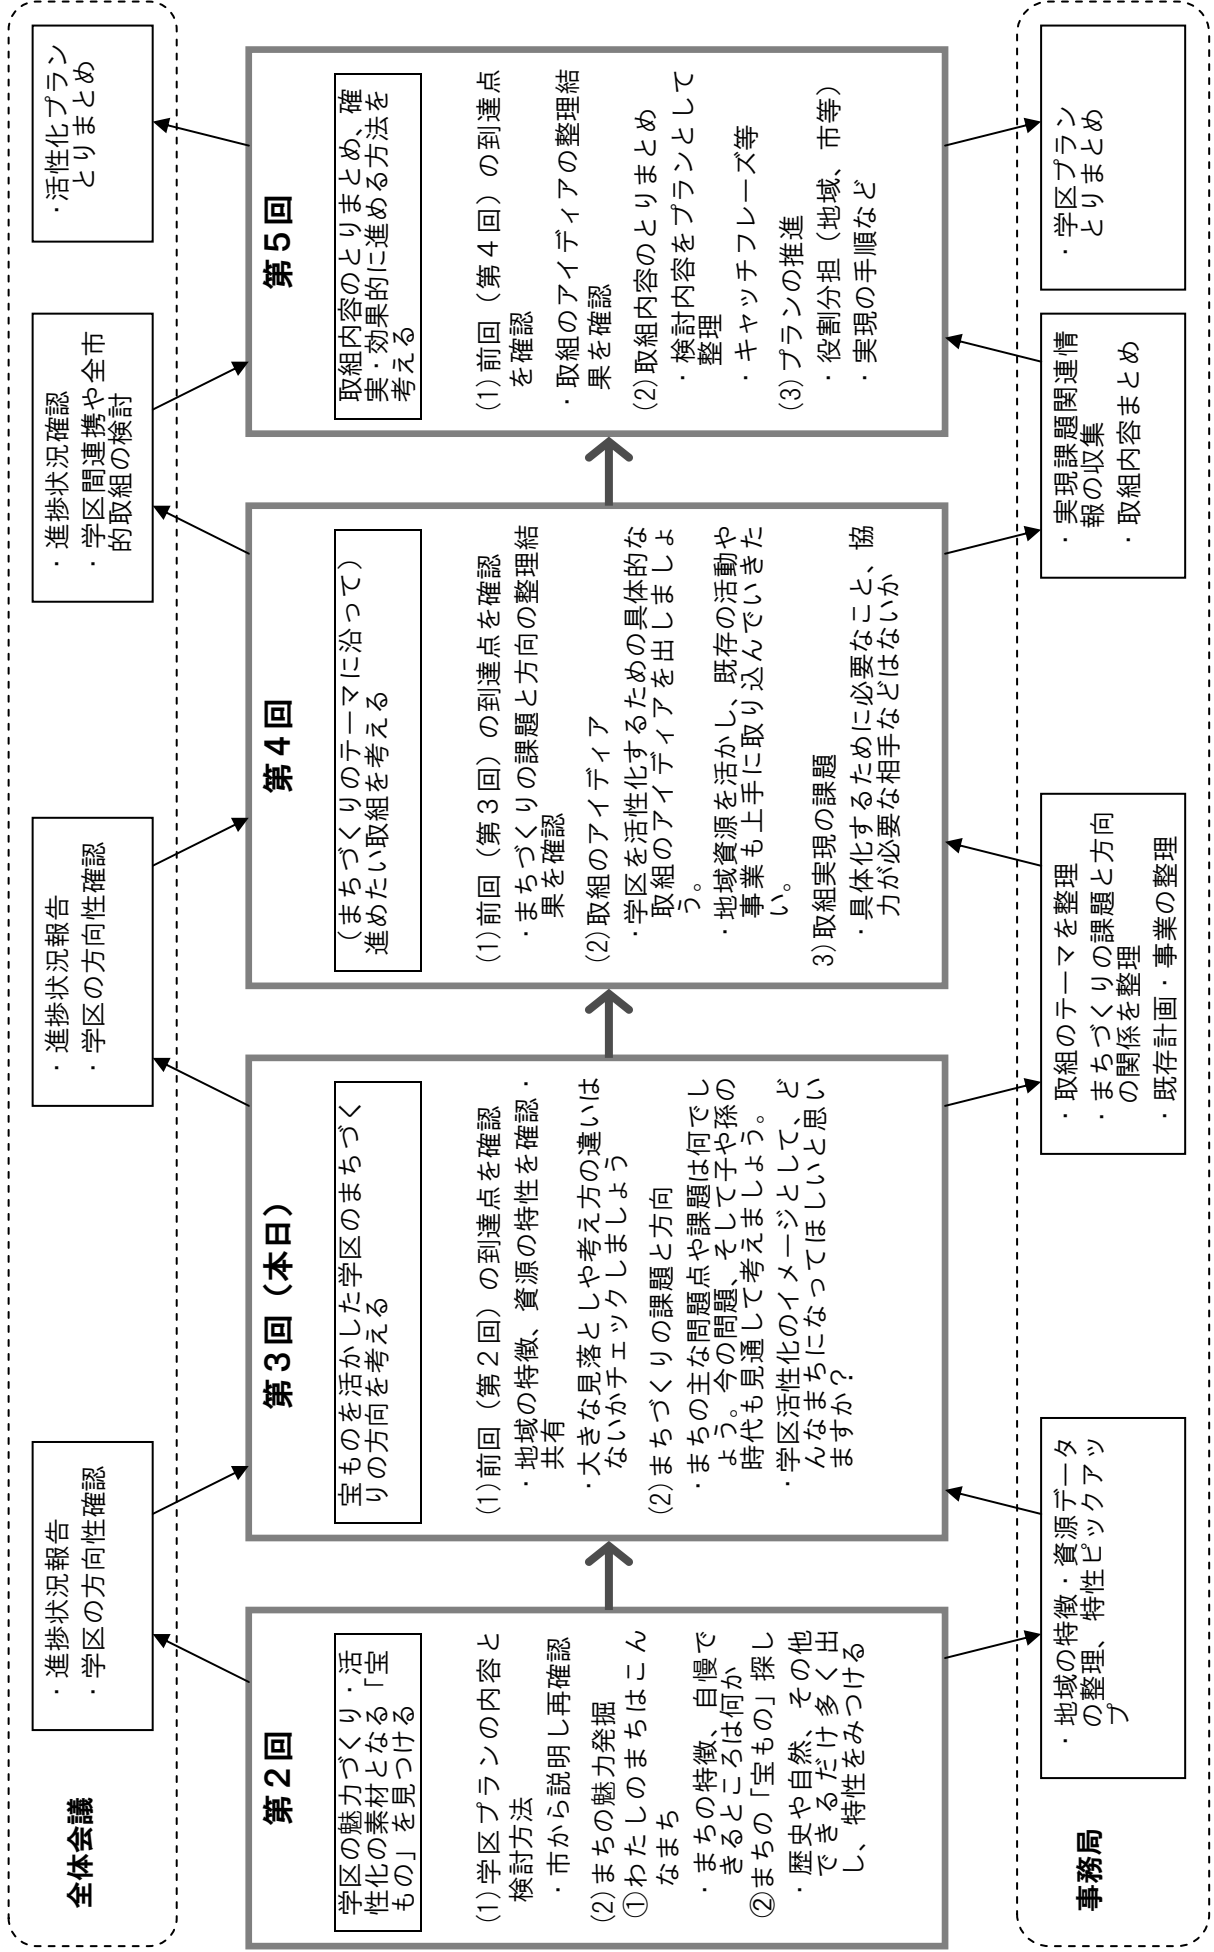 全体会議
・進捗状況報告
・学区の方向性確認
・進捗状況報告
・学区の方向性確認
・進捗状況確認
・学区間連携や全市
的取組の検討
・活性化プラン
とりまとめ
第２回
学区の魅力づくり・活
性化の素材となる「宝
もの」を見つける
(1)学区プランの内容と
検討方法
・市から説明し再確認
(2)まちの魅力発掘
①わたしのまちはこん
なまち
・まちの特徴、自慢で
きるところは何か
②まちの「宝もの」探し
・歴史や自然、その他
できるだけ多く出
し、特性をみつける
第３回（本日）
宝ものを活かした学区のまちづく
りの方向を考える
(1)前回（第２回）の到達点を確認
・地域の特徴、資源の特性を確認・
共有
・大きな見落としや考え方の違いは
ないかチェックしましょう
(2)まちづくりの課題と方向
・まちの主な問題点や課題は何でし
ょう。今の問題、そして子や孫の
時代も見通して考えましょう。
・学区活性化のイメージとして、ど
んなまちになってほしいと思い
ますか？
第４回
（まちづくりのテーマに沿って）
進めたい取組を考える
(1)前回（第３回）の到達点を確認
・まちづくりの課題と方向の整理結
果を確認
(2)取組のアイディア
・学区を活性化するための具体的な
取組のアイディアを出しましょ
う。
・地域資源を活かし、既存の活動や
事業も上手に取り込んでいきた
い。
3)取組実現の課題
・具体化するために必要なこと、協
力が必要な相手などはないか
第５回
取組内容のとりまとめ、確
実・効果的に進める方法を
考える
(1)前回（第４回）の到達点
を確認
・取組のアイディアの整理結
果を確認
(2)取組内容のとりまとめ
・検討内容をプランとして
整理
・キャッチフレーズ等
(3)プランの推進
・役割分担（地域、市等）
・実現の手順など
事務局
・地域の特徴・資源データ
の整理、特性ピックアッ
プ
・取組のテーマを整理
・まちづくりの課題と方向
の関係を整理
・既存計画・事業の整理
・実現課題関連情
報の収集
・取組内容まとめ
・学区プラン
とりまとめ